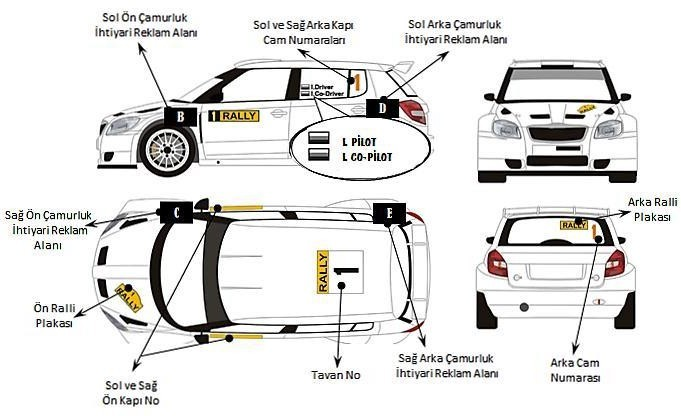 Sol Ön Çamurluk
İhtiyari Reklam Alanı
Sol ve Sağ Arka Kapı
Cam Numaraları
Sol Arka Çamurluk
İhtiyari Reklam Alanı
B
1 RALLY
I.Driver
I.Co-Driver
1
D
I. PİLOT
I. CO-PİLOT
Sağ Ön Çamurluk
İhtiyari Reklam
Alanı
C
E
Arka Ralli
Plakası
RALLY
1
Ön Ralli
Plakası
RALLY
RALLY
1
Sol ve Sağ
Ön Kapı No
Tavan No
Sağ Arka Çamurluk
İhtiyari Reklam Alanı
Arka Cam
Numarası